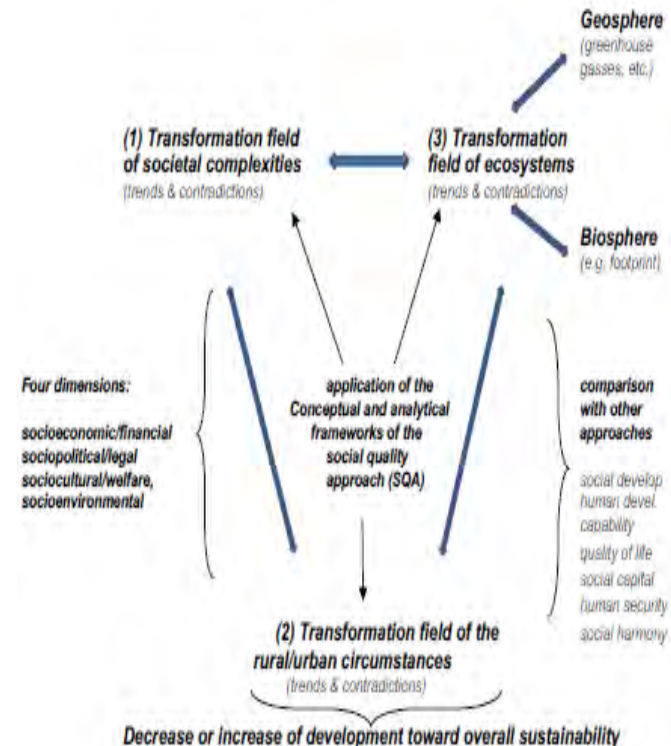 Geosphere
(greenhouse
gasses, etc.)
(1) Transformation field
of societal complexities
(trends & contradictions)
(3) Transformation
field of ecosystems
(trends & contradictions)
Biosphere
(e.g. footprint)
Four dimensions:
socioeconomic/financial
sociopolitical/legal
sociocultural/welfare,
socioenvironmental
application of the
Conceptual and analytical
frameworks of the
social quality
approach (SQA)
comparison
with other
approaches
social develop
human devel.
capability
quality of life
social capital
human security
social harmony
(2) Transformation field of the
rural/urban circumstances
(trends & contradictions)
Decrease or increase of development toward overall sustainability